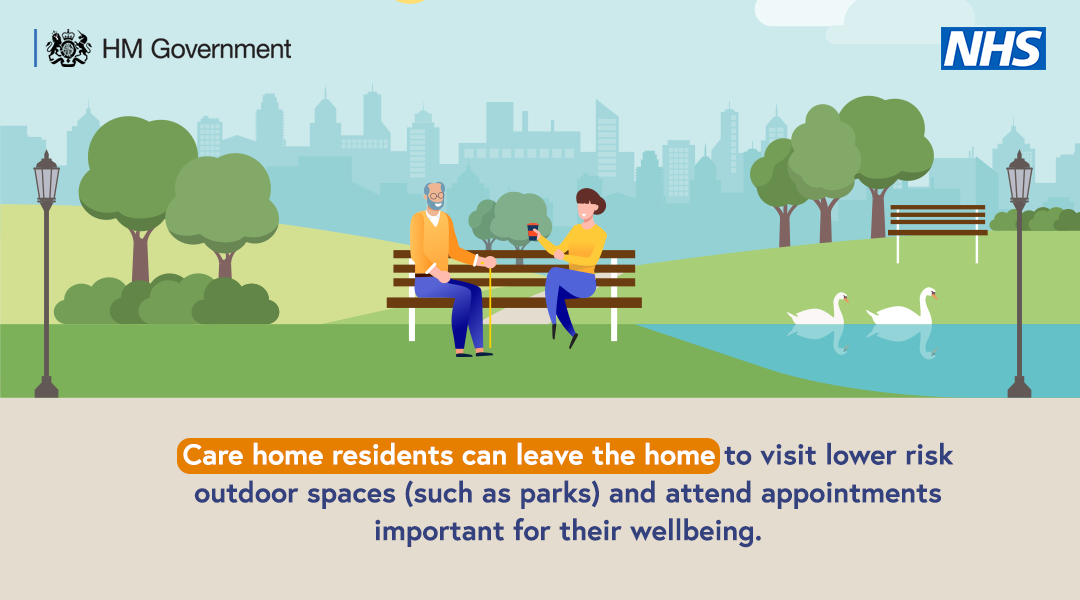 HM Government
NHS
Care home residents can leave the home to visit lower risk
outdoor spaces (such as parks) and attend appointments
important for their wellbeing.